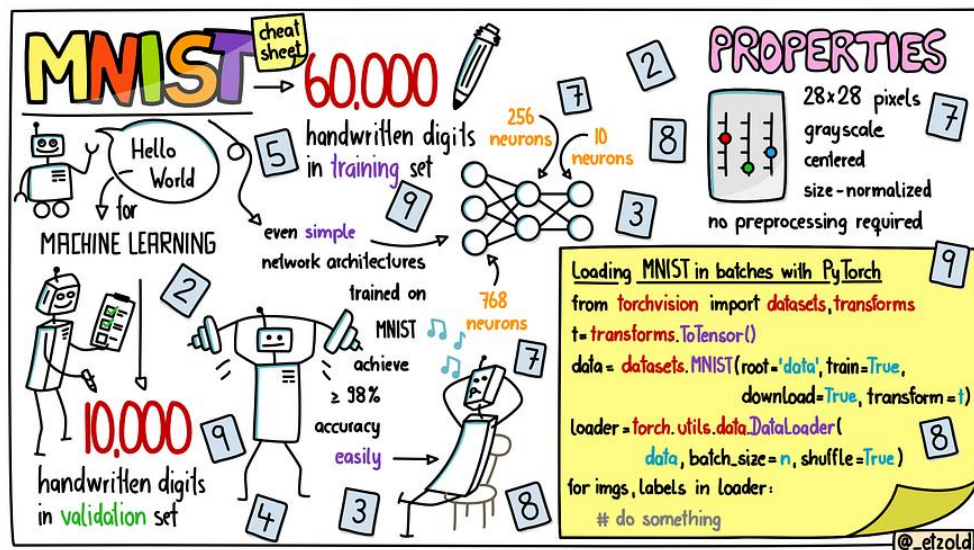 MNIST
cheat
sheet
60,000
handwritten digits
in training set
Hello
World
for
MACHINE LEARNING
10,000
handwritten digits
in validation set
even simple
network architectures
trained on
MNIST
achieve
≥ 98%
accuracy
easily
256
neurons
10
neurons
768
neurons
5
9
7
2
8
3
2
9
4
3
7
8
PROPERTIES
28x28 pixels
grayscale
centered
size-normalized
no preprocessing required
7
9
8
Loading MNIST in batches with PyTorch
from torchvision import datasets, transforms
t = transforms.ToTensor()
data = datasets.MNIST(root='data', train=True,
download=True, transform=t)
loader = torch.utils.data.DataLoader(
data, batch_size=n, shuffle=True)
for imgs, labels in loader:
# do something
@_etzold